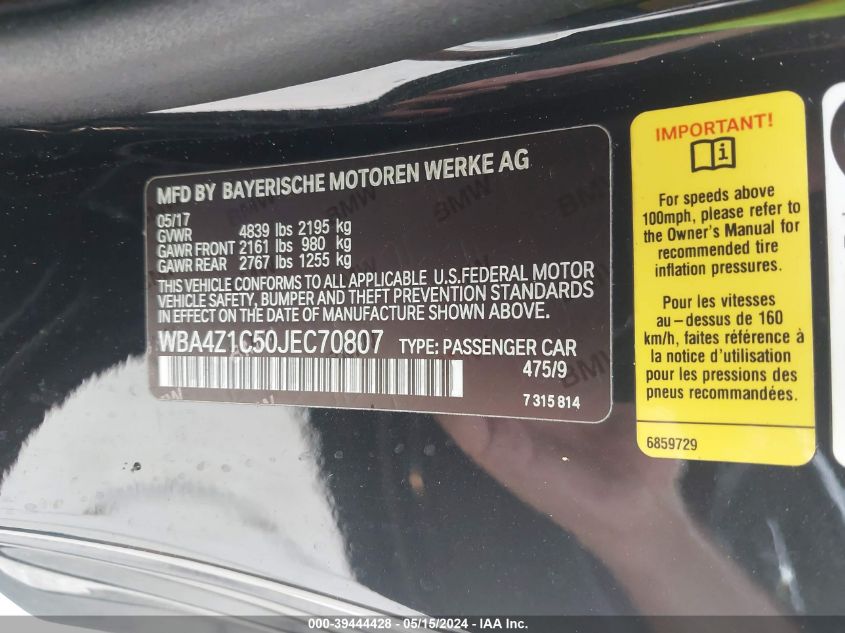 MFD BY BAYERISCHE MOTOREN WERKE AG
05/17
GVWR 4839 lbs 2195 kg
GAWR FRONT 2161 lbs 980 kg
GAWR REAR 2767 lbs 1255 kg
THIS VEHICLE CONFORMS TO ALL APPLICABLE U.S.FEDERAL MOTOR
VEHICLE SAFETY, BUMPER AND THEFT PREVENTION STANDARDS
IN EFFECT ON THE DATE OF MANUFACTURE SHOWN ABOVE.
WBA4Z1C50JEC70807 TYPE: PASSENGER CAR
475/9
7 315 814
BMW
BMW
BMW
IMPORTANT!
i
For speeds above
100mph, please refer to
the Owner's Manual for
recommended tire
inflation pressures.
Pour les vitesses
au-dessus de 160
km/h, faites référence à
la notice d'utilisation
pour les pressions des
pneus recommandées.
6859729
000-39444428 - 05/15/2024 - IAA Inc.